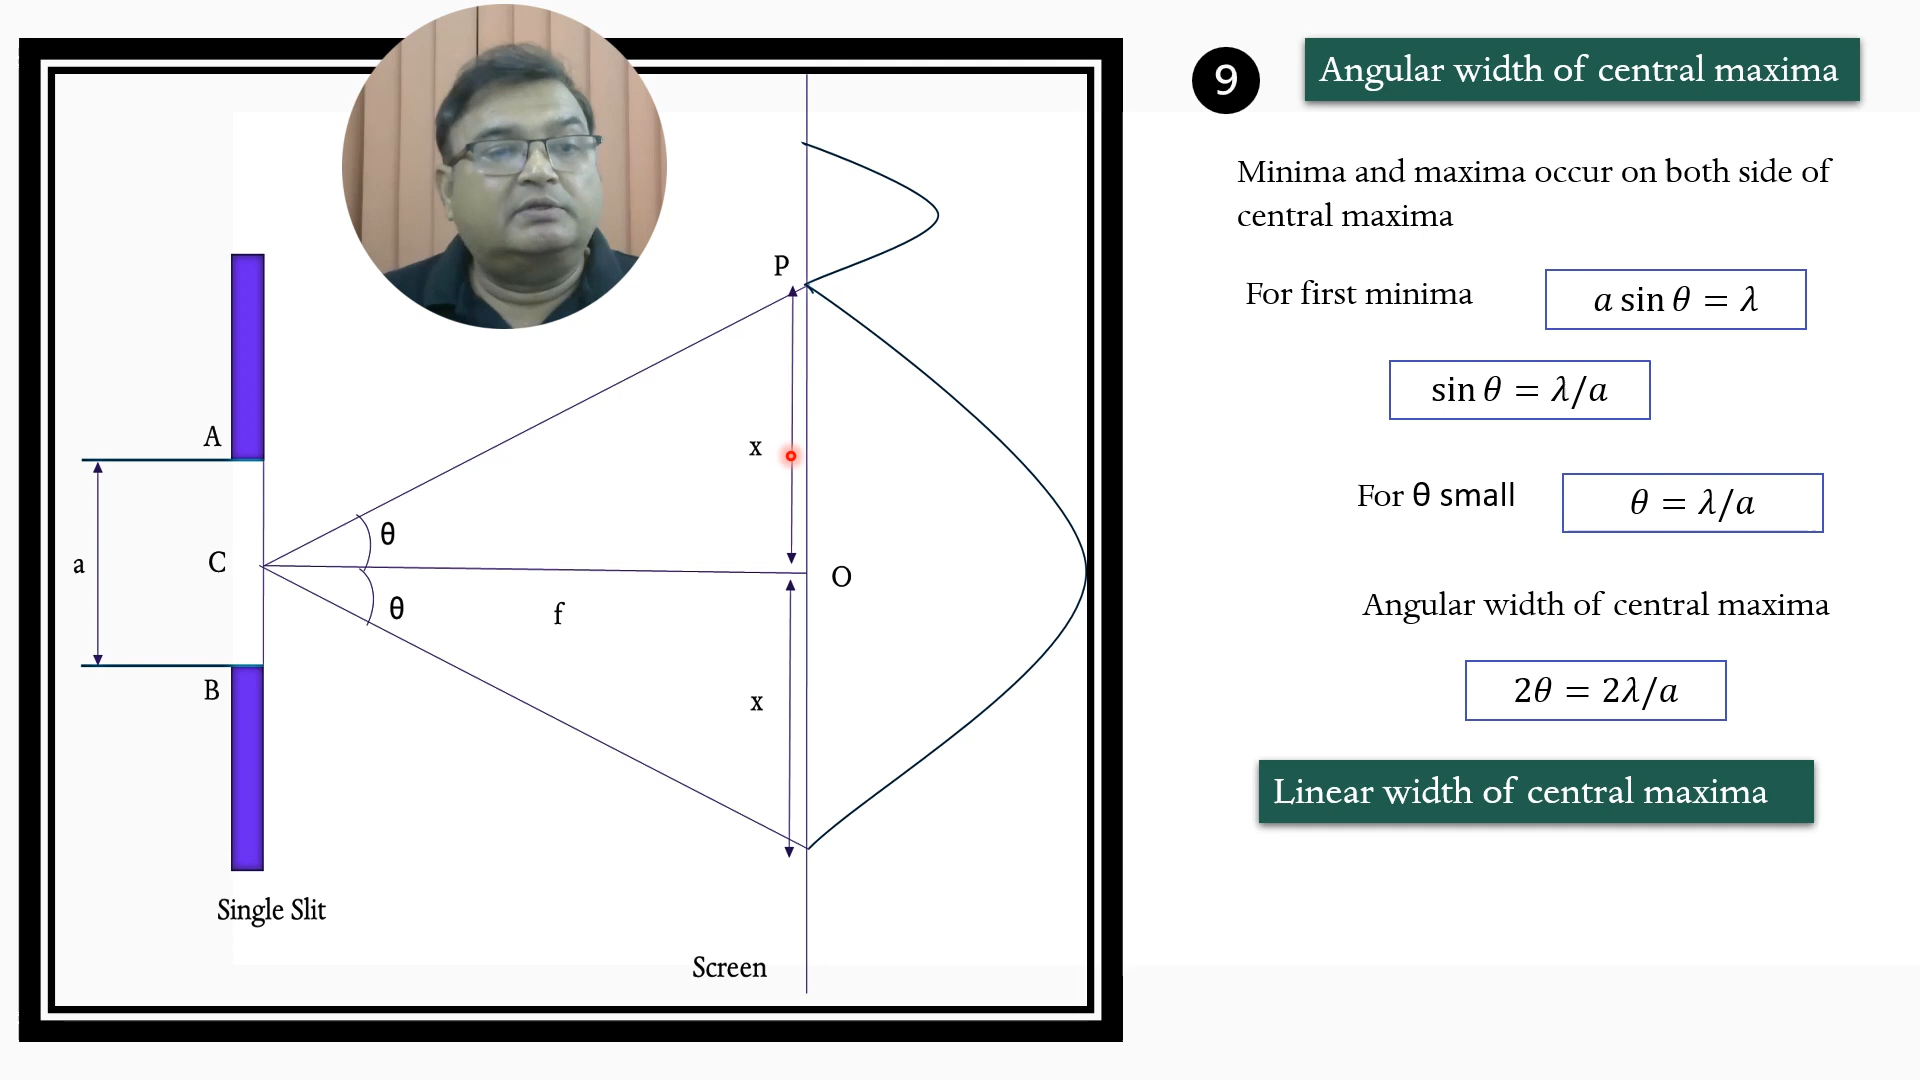 9
Angular width of central maxima
Minima and maxima occur on both side of
central maxima
For first minima
a sin θ = λ
sin θ = λ/a
For θ small
θ = λ/a
Angular width of central maxima
2θ = 2λ/a
Linear width of central maxima
P
A
x
a
C
θ
O
θ
f
B
x
Single Slit
Screen